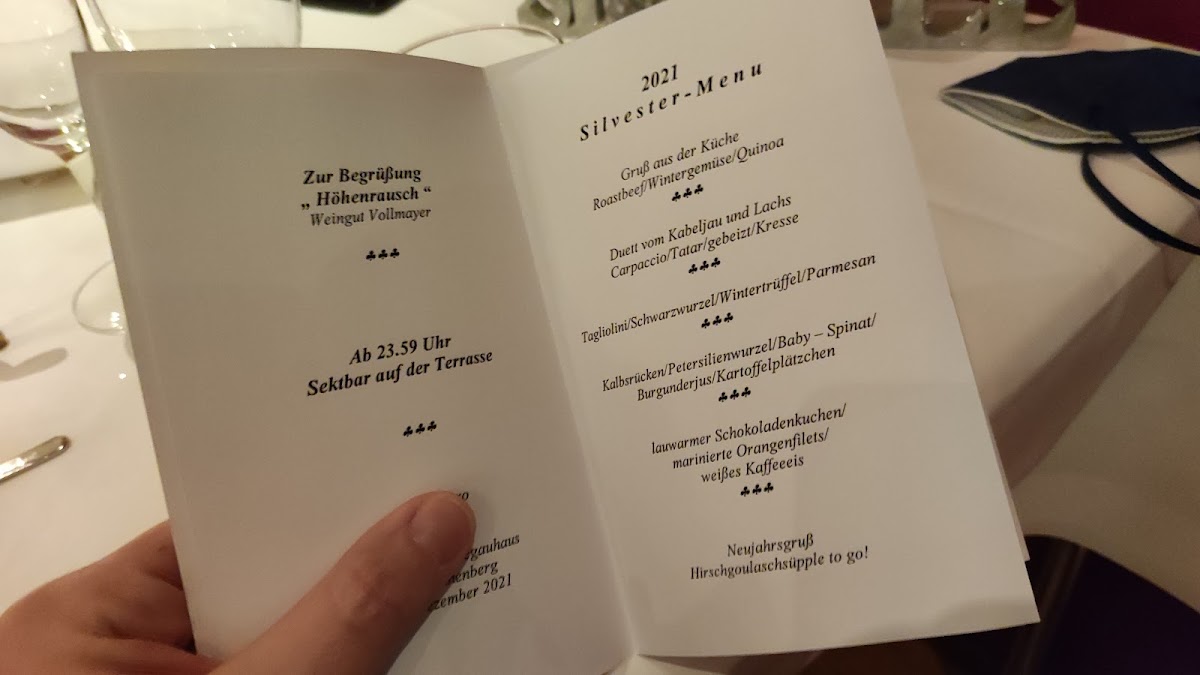 Zur Begrüßung
„ Höhenrausch “
Weingut Vollmayer
♣♣♣
Ab 23.59 Uhr
Sektbar auf der Terrasse
♣♣♣
2021
Silvester-Menu
Gruß aus der Küche
Roastbeef/Wintergemüse/Quinoa
♣♣♣
Duett vom Kabeljau und Lachs
Carpaccio/Tatar/gebeizt/Kresse
♣♣♣
Tagliolini/Schwarzwurzel/Wintertrüffel/Parmesan
♣♣♣
Kalbsrücken/Petersilienwurzel/Baby – Spinat/
Burgunderjus/Kartoffelplätzchen
♣♣♣
lauwarmer Schokoladenkuchen/
marinierte Orangenfilets/
weißes Kaffeeeis
♣♣♣
Neujahrsgruß
Hirschgoulaschsüpple to go!
2021